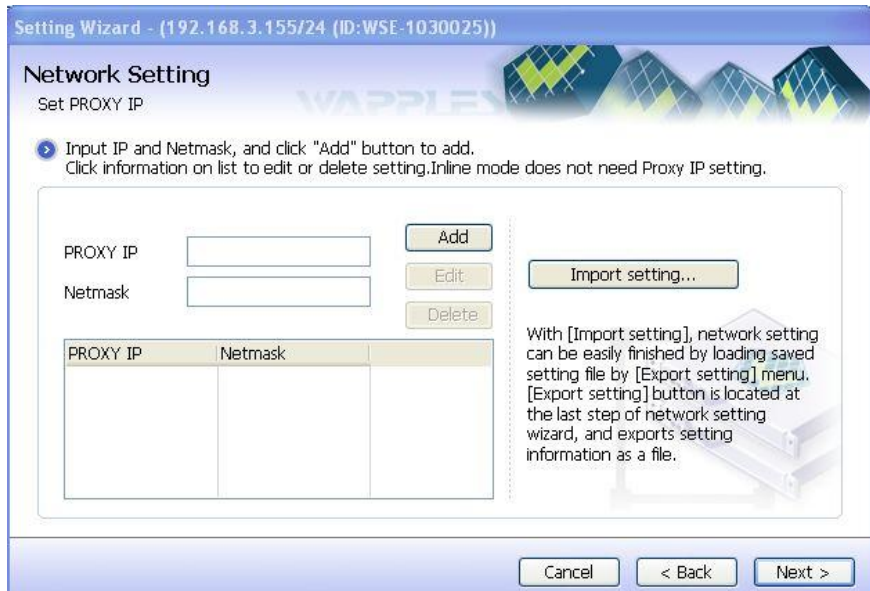 Setting Wizard - (192.168.3.155/24 (ID:WSE-1030025))
Network Setting
Set PROXY IP
WAPPLES
Input IP and Netmask, and click "Add" button to add.
Click information on list to edit or delete setting.Inline mode does not need Proxy IP setting.
PROXY IP
Netmask
Add
Edit
Delete
PROXY IP Netmask
Import setting...
With [Import setting], network setting
can be easily finished by loading saved
setting file by [Export setting] menu.
[Export setting] button is located at
the last step of network setting
wizard, and exports setting
information as a file.
Cancel
< Back
Next >